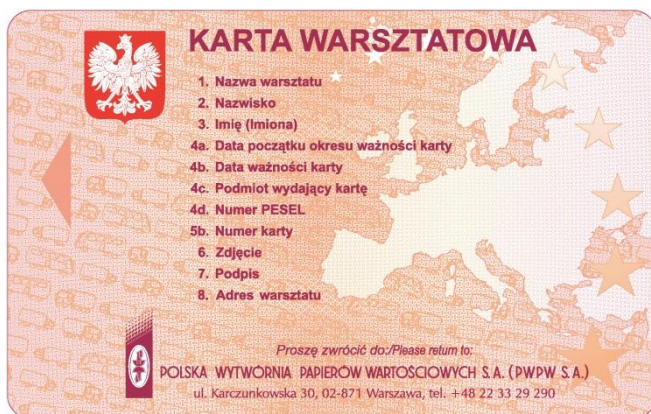 KARTA WARSZTATOWA
1. Nazwa warsztatu
2. Nazwisko
3. Imię (Imiona)
4a. Data początku okresu ważności karty
4b. Data ważności karty
4c. Podmiot wydający kartę
4d. Numer PESEL
5b. Numer karty
6. Zdjęcie
7. Podpis
8. Adres warsztatu
Proszę zwrócić do:/Please return to:
POLSKA WYTWÓRNIA PAPIERÓW WARTOŚCIOWYCH S.A. (PWPW S.A.)
ul. Karczunkowska 30, 02-871 Warszawa, tel. +48 22 33 29 290